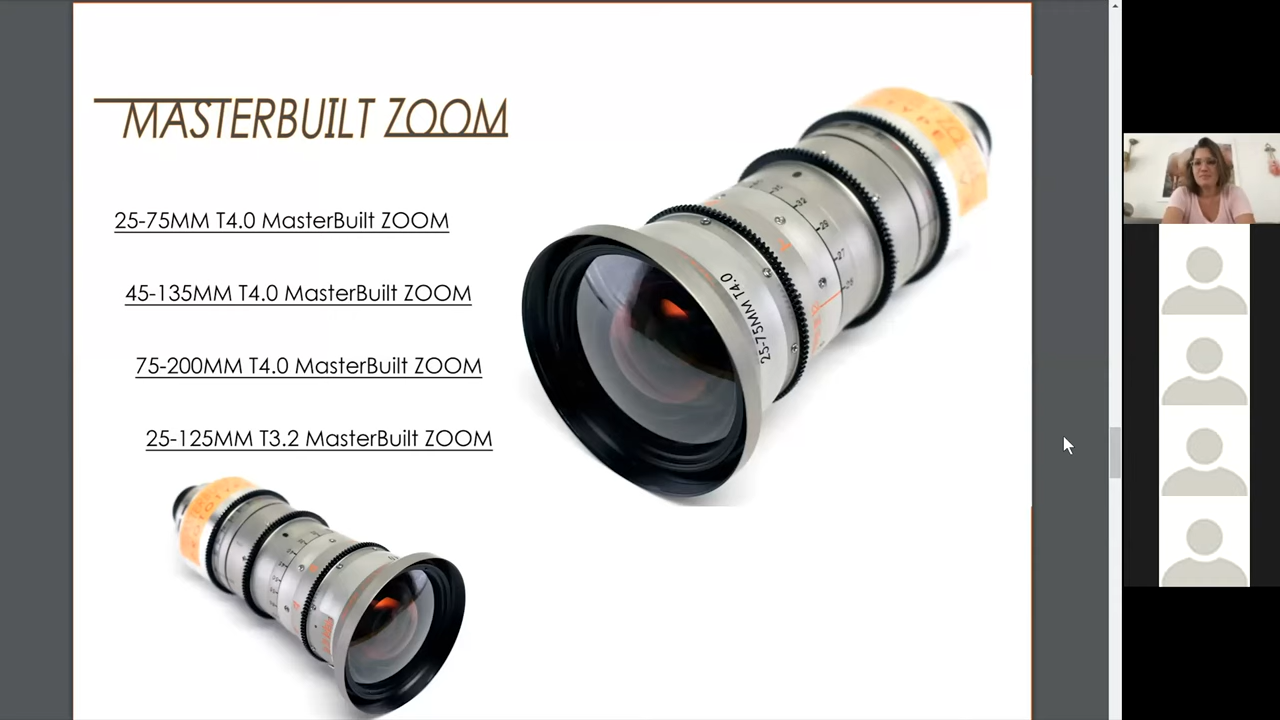 MASTERBUILT ZOOM
25-75MM T4.0 MasterBuilt ZOOM
45-135MM T4.0 MasterBuilt ZOOM
75-200MM T4.0 MasterBuilt ZOOM
25-125MM T3.2 MasterBuilt ZOOM
25-75MM T4.0